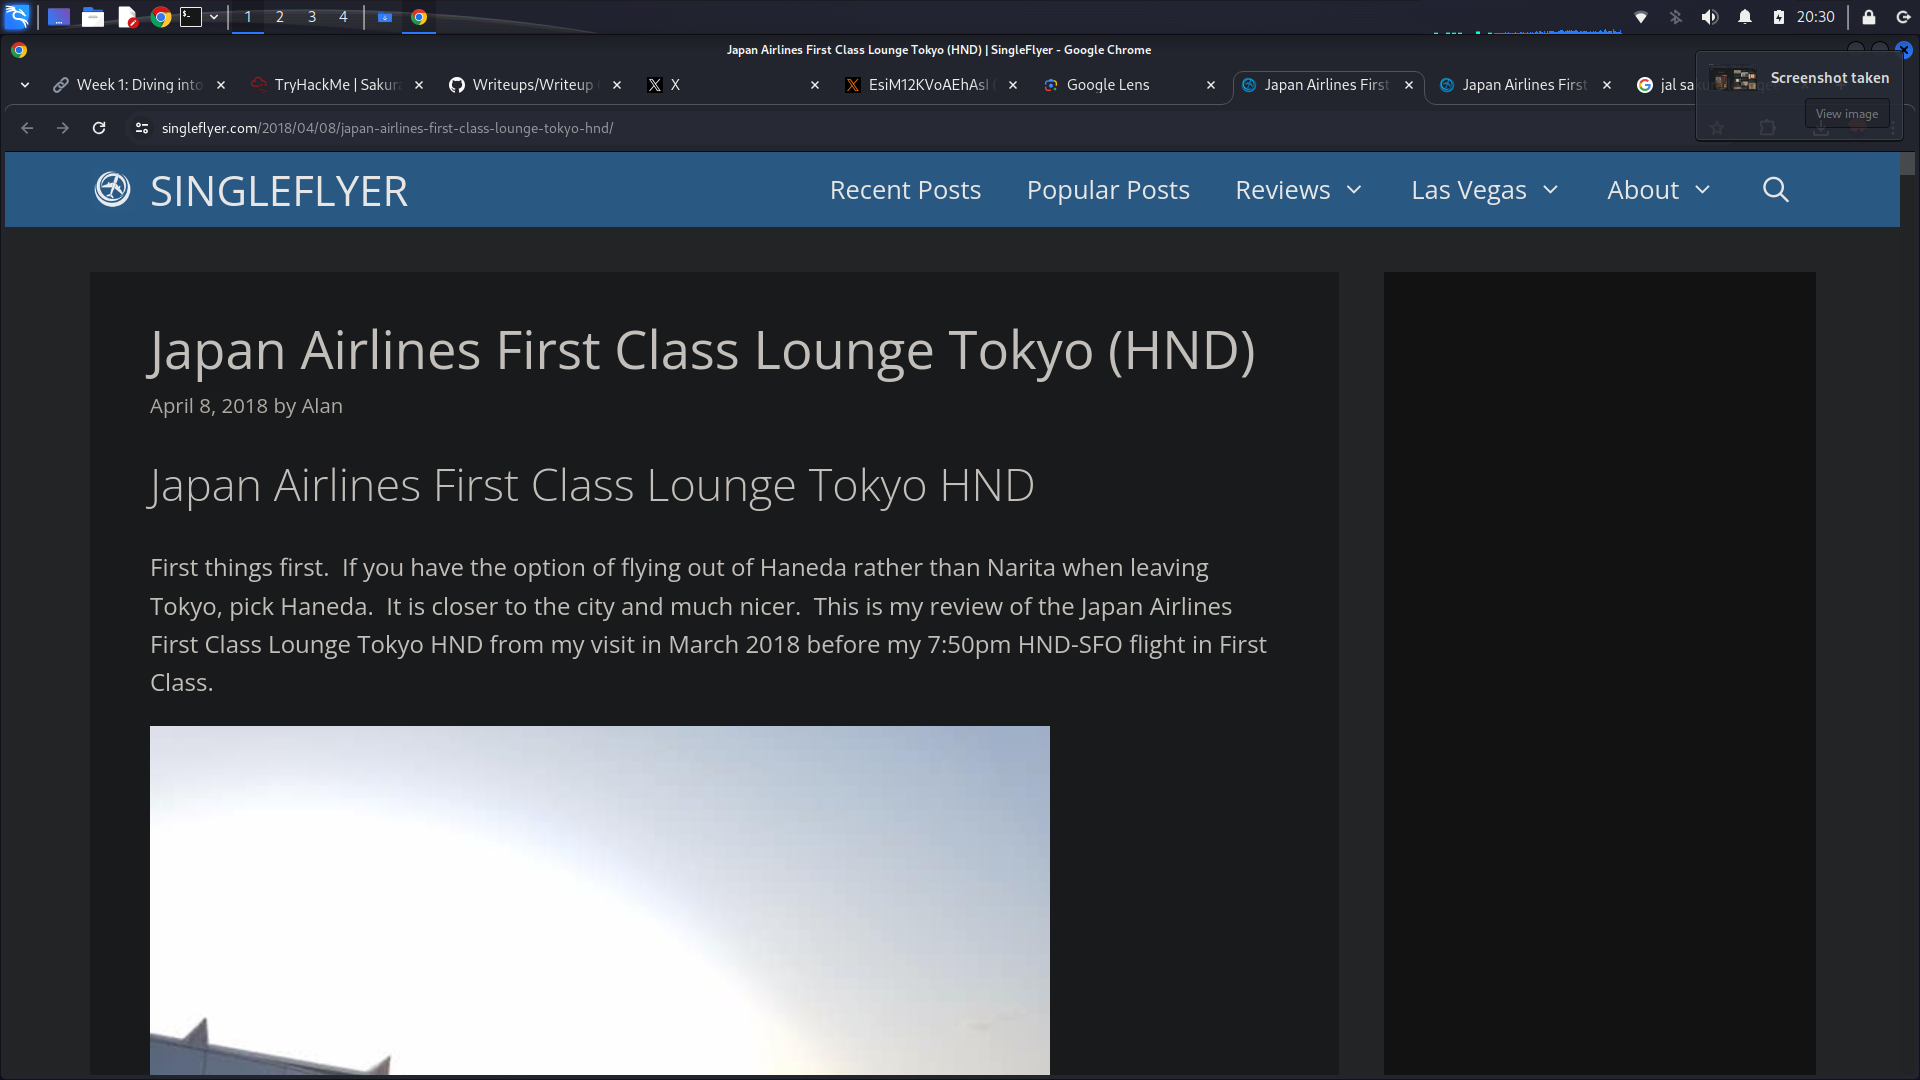 1 2 3 4
20:30
Japan Airlines First Class Lounge Tokyo (HND) | SingleFlyer - Google Chrome
Week 1: Diving into
TryHackMe | Sakura
Writeups/Writeup
X
EsiM12KVoAEhAsI
Google Lens
Japan Airlines First
Japan Airlines First
jal
Screenshot taken
View image
singleflyer.com/2018/04/08/japan-airlines-first-class-lounge-tokyo-hnd/
SINGLEFLYER
Recent Posts
Popular Posts
Reviews
Las Vegas
About
Japan Airlines First Class Lounge Tokyo (HND)
April 8, 2018 by Alan
Japan Airlines First Class Lounge Tokyo HND
First things first.  If you have the option of flying out of Haneda rather than Narita when leaving
Tokyo, pick Haneda.  It is closer to the city and much nicer.  This is my review of the Japan Airlines
First Class Lounge Tokyo HND from my visit in March 2018 before my 7:50pm HND-SFO flight in First
Class.